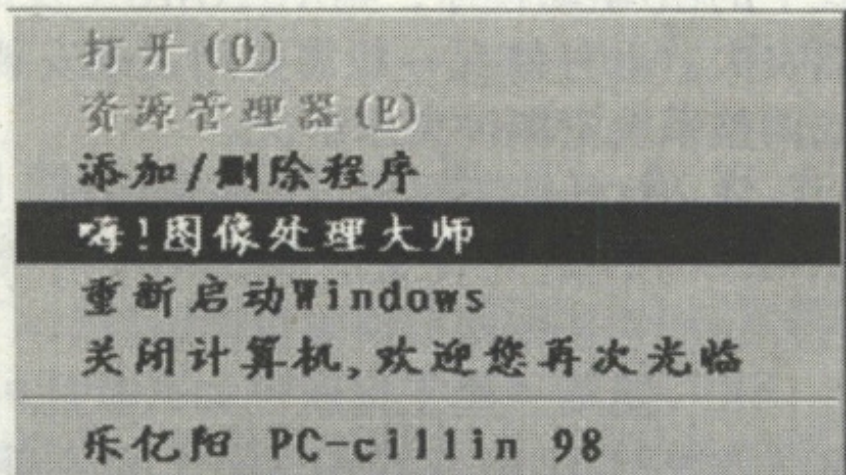 打开(O)
资源管理器(E)
添加/删除程序
嗨!图像处理大师
重新启动Windows
关闭计算机,欢迎您再次光临
乐亿阳 PC-cillin 98